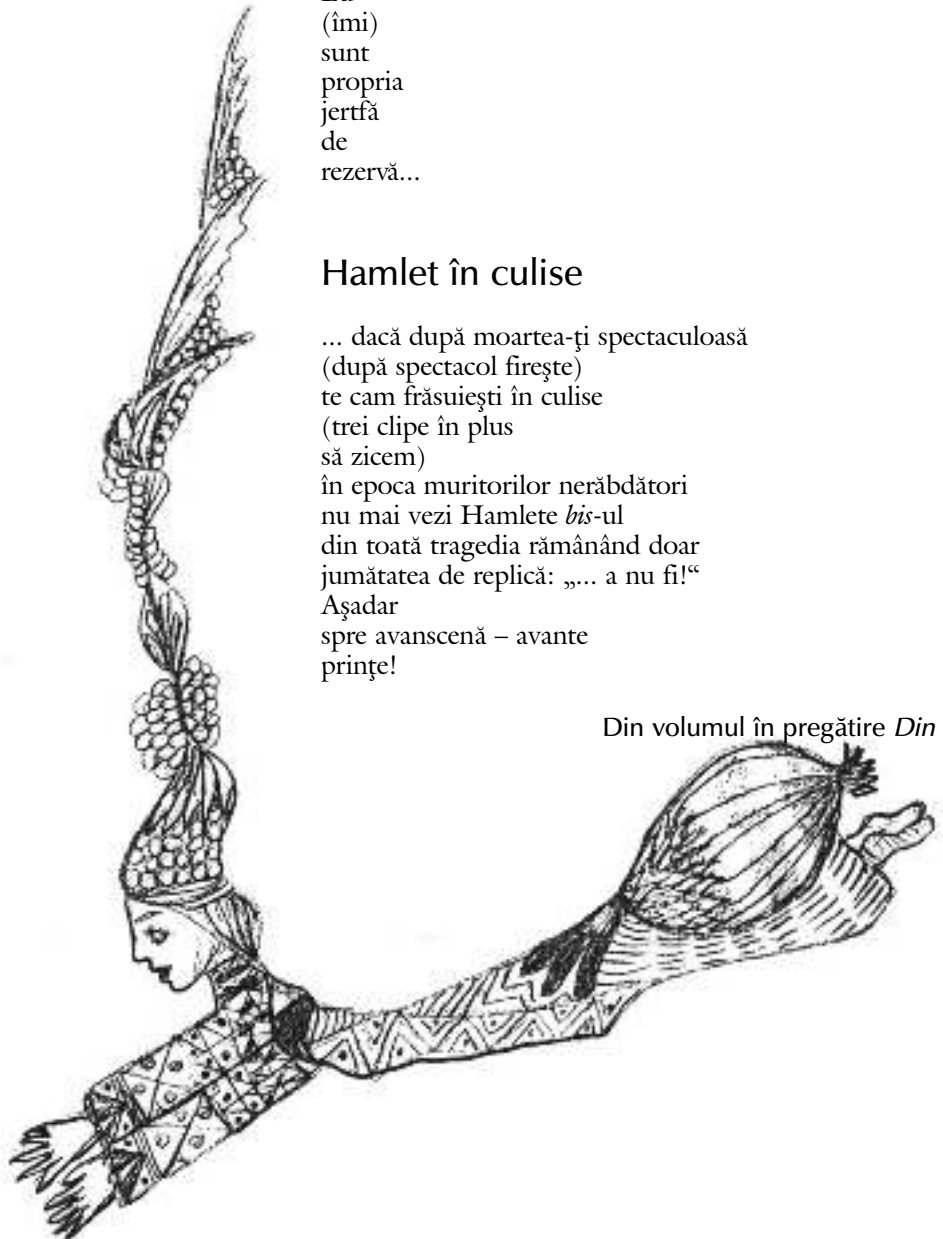 (îmi)
sunt
propria
jertfă
de
rezervă...
Hamlet în culise
... dacă după moartea-ţi spectaculoasă
(după spectacol fireşte)
te cam frăsuieşti în culise
(trei clipe în plus
să zicem)
în epoca muritorilor nerăbdători
nu mai vezi Hamlete bis-ul
din toată tragedia rămânând doar
jumătatea de replică: „... a nu fi!“
Aşadar
spre avanscenă – avante
prinţe!
Din volumul în pregătire Din